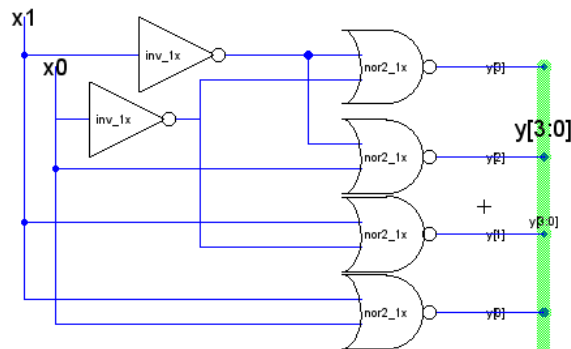 x1
inv_1x
nor2_1x
y[3]
x0
inv_1x
y[3:0]
nor2_1x
y[2]
y[3:0]
nor2_1x
y[1]
nor2_1x
y[0]